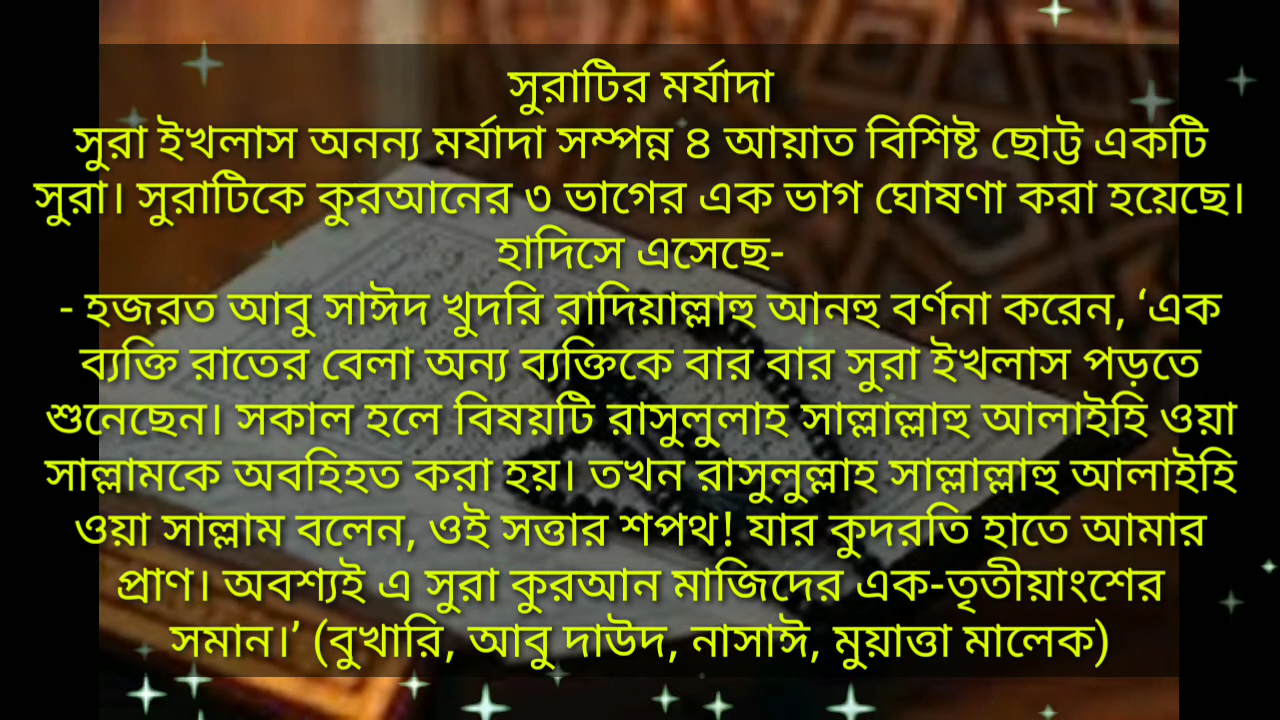 সুরাটির মর্যাদা
সুরা ইখলাস অনন্য মর্যাদা সম্পন্ন ৪ আয়াত বিশিষ্ট ছোট্ট একটি
সুরা। সুরাটিকে কুরআনের ৩ ভাগের এক ভাগ ঘোষণা করা হয়েছে।
হাদিসে এসেছে-
- হজরত আবু সাঈদ খুদরি রাদিয়াল্লাহু আনহু বর্ণনা করেন, ‘এক
ব্যক্তি রাতের বেলা অন্য ব্যক্তিকে বার বার সুরা ইখলাস পড়তে
শুনেছেন। সকাল হলে বিষয়টি রাসুলুুলাহ সাল্লাল্লাহু আলাইহি ওয়া
সাল্লামকে অবহিহত করা হয়। তখন রাসুলুল্লাহ সাল্লাল্লাহু আলাইহি
ওয়া সাল্লাম বলেন, ওই সত্তার শপথ! যার কুদরতি হাতে আমার
প্রাণ। অবশ্যই এ সুরা কুরআন মাজিদের এক-তৃতীয়াংশের
সমান।’ (বুখারি, আবু দাউদ, নাসাঈ, মুয়াত্তা মালেক)